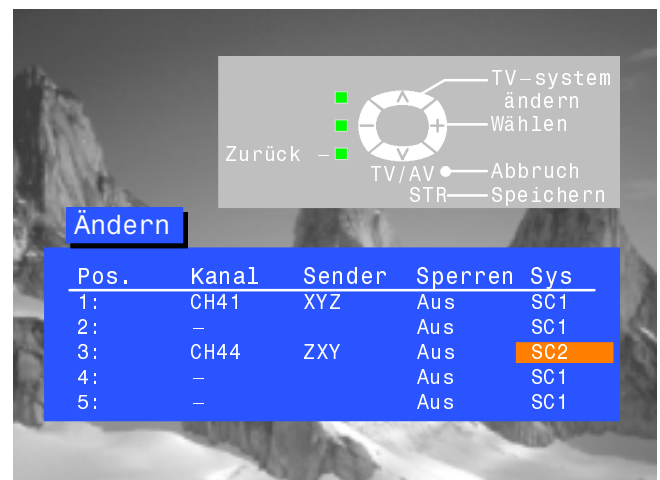 TV–system
ändern
Wählen
Zurück –
TV/AV Abbruch
STR Speichern
Ändern
Pos. Kanal Sender Sperren Sys
1: CH41 XYZ Aus SC1
2: – Aus SC1
3: CH44 ZXY Aus SC2
4: – Aus SC1
5: – Aus SC1